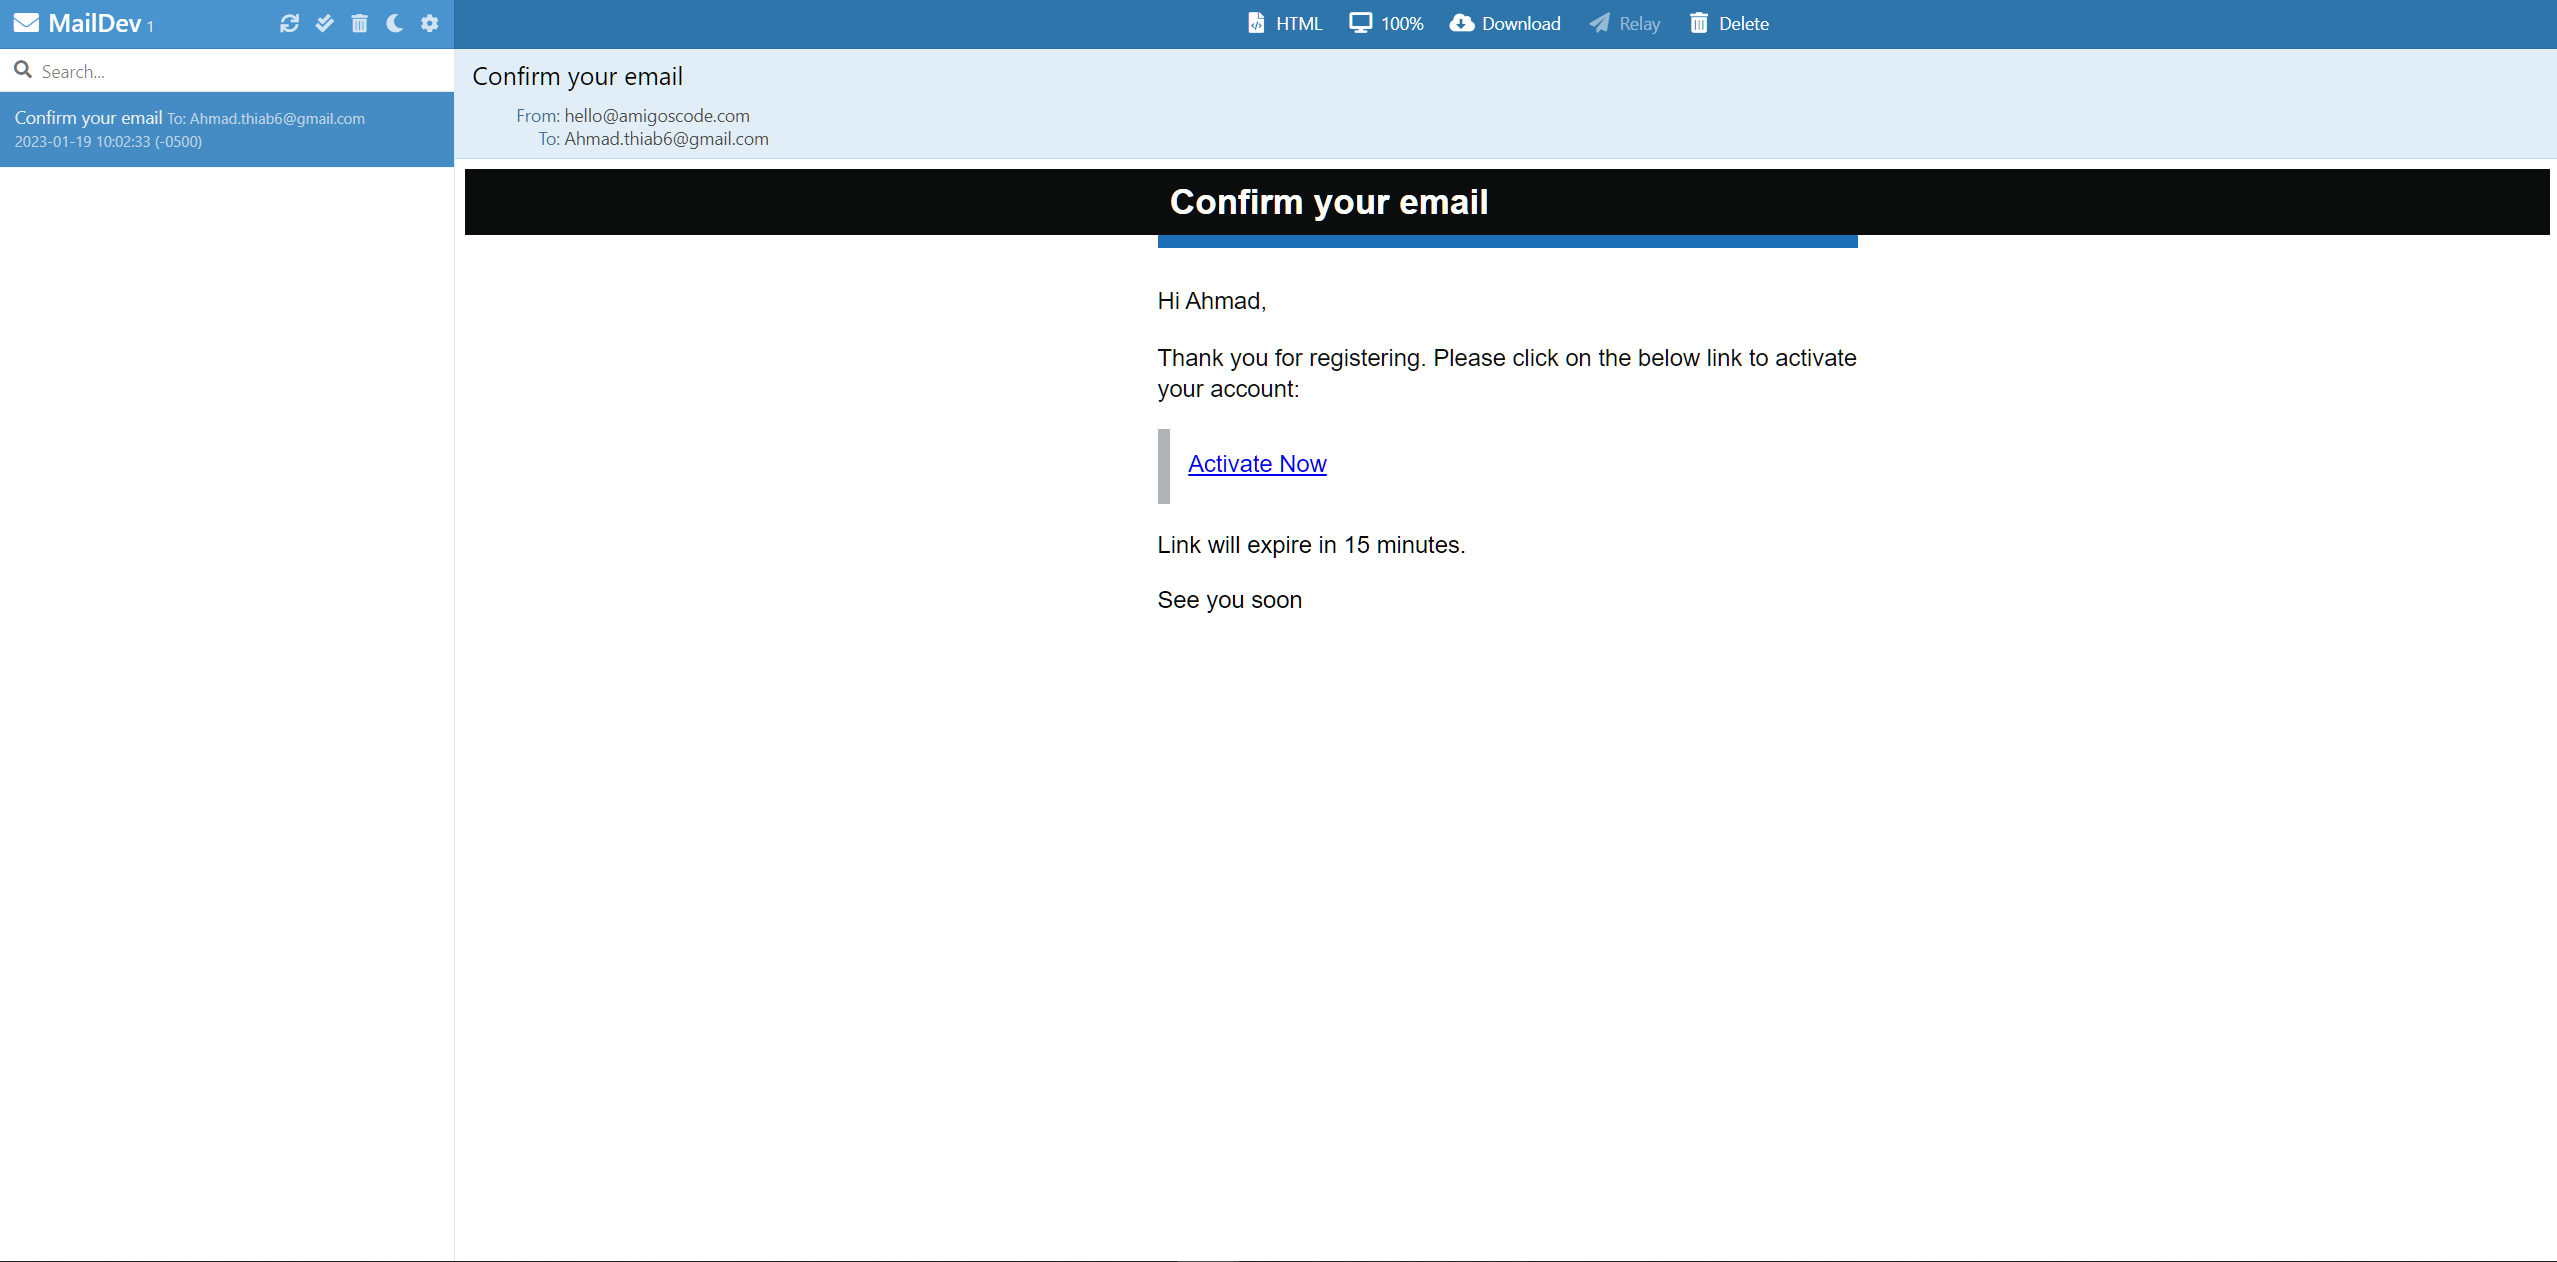 MailDev 1
HTML 100% Download Relay Delete
Search...
Confirm your email To: Ahmad.thiab6@gmail.com
2023-01-19 10:02:33 (-0500)
Confirm your email
From: hello@amigoscode.com
To: Ahmad.thiab6@gmail.com
Confirm your email
Hi Ahmad,
Thank you for registering. Please click on the below link to activate
your account:
Activate Now
Link will expire in 15 minutes.
See you soon